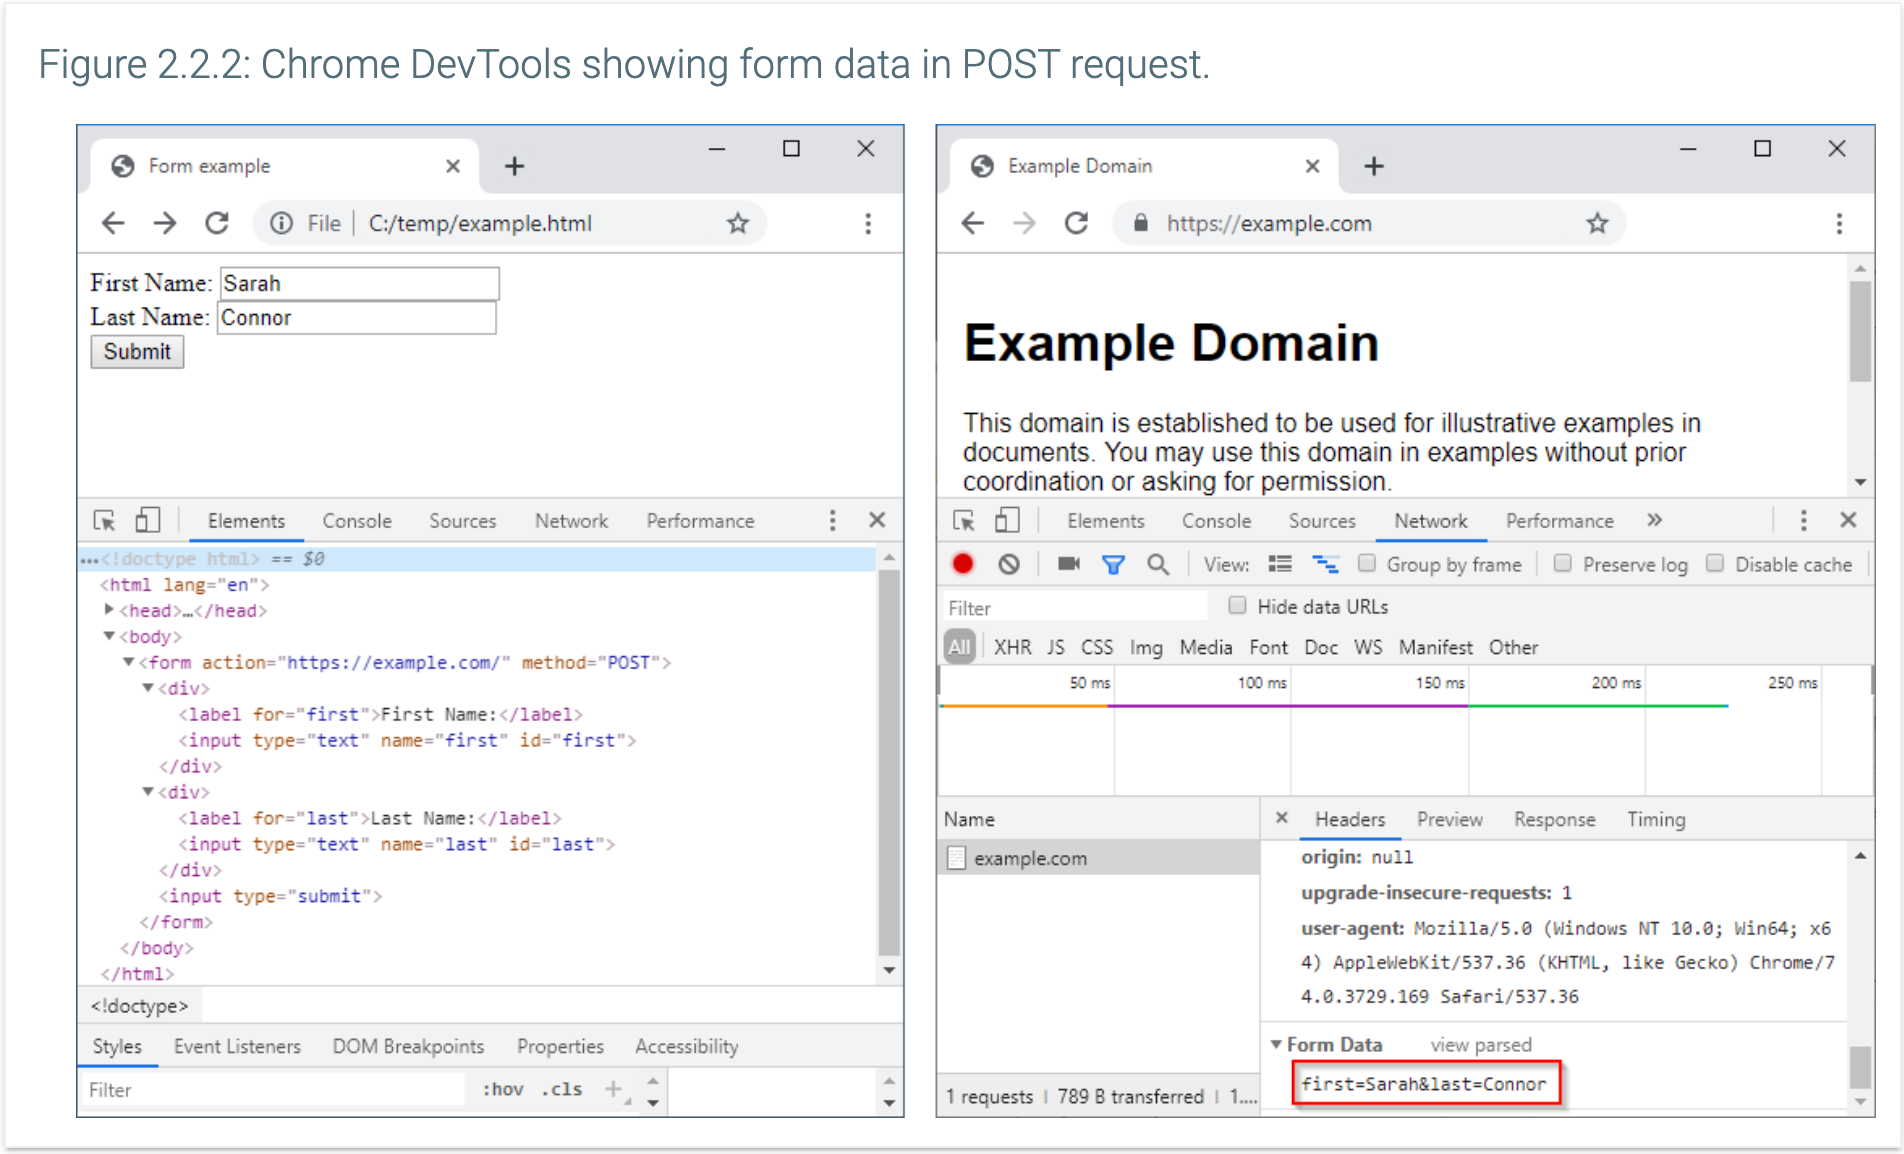 Figure 2.2.2: Chrome DevTools showing form data in POST request.
Form example
File | C:/temp/example.html
First Name: Sarah
Last Name: Connor
Submit
Elements Console Sources Network Performance
…<!doctype html> == $0
<html lang="en">
<head>…</head>
<body>
<form action="https://example.com/" method="POST">
<div>
<label for="first">First Name:</label>
<input type="text" name="first" id="first">
</div>
<div>
<label for="last">Last Name:</label>
<input type="text" name="last" id="last">
</div>
<input type="submit">
</form>
</body>
</html>
<!doctype>
Styles Event Listeners DOM Breakpoints Properties Accessibility
Filter :hov .cls +
Example Domain
https://example.com
Example Domain
This domain is established to be used for illustrative examples in
documents. You may use this domain in examples without prior
coordination or asking for permission.
Elements Console Sources Network Performance »
View: Group by frame Preserve log Disable cache
Filter Hide data URLs
All XHR JS CSS Img Media Font Doc WS Manifest Other
50 ms 100 ms 150 ms 200 ms 250 ms
Name
example.com
1 requests | 789 B transferred | 1....
Headers Preview Response Timing
origin: null
upgrade-insecure-requests: 1
user-agent: Mozilla/5.0 (Windows NT 10.0; Win64; x6
4) AppleWebKit/537.36 (KHTML, like Gecko) Chrome/7
4.0.3729.169 Safari/537.36
Form Data view parsed
first=Sarah&last=Connor